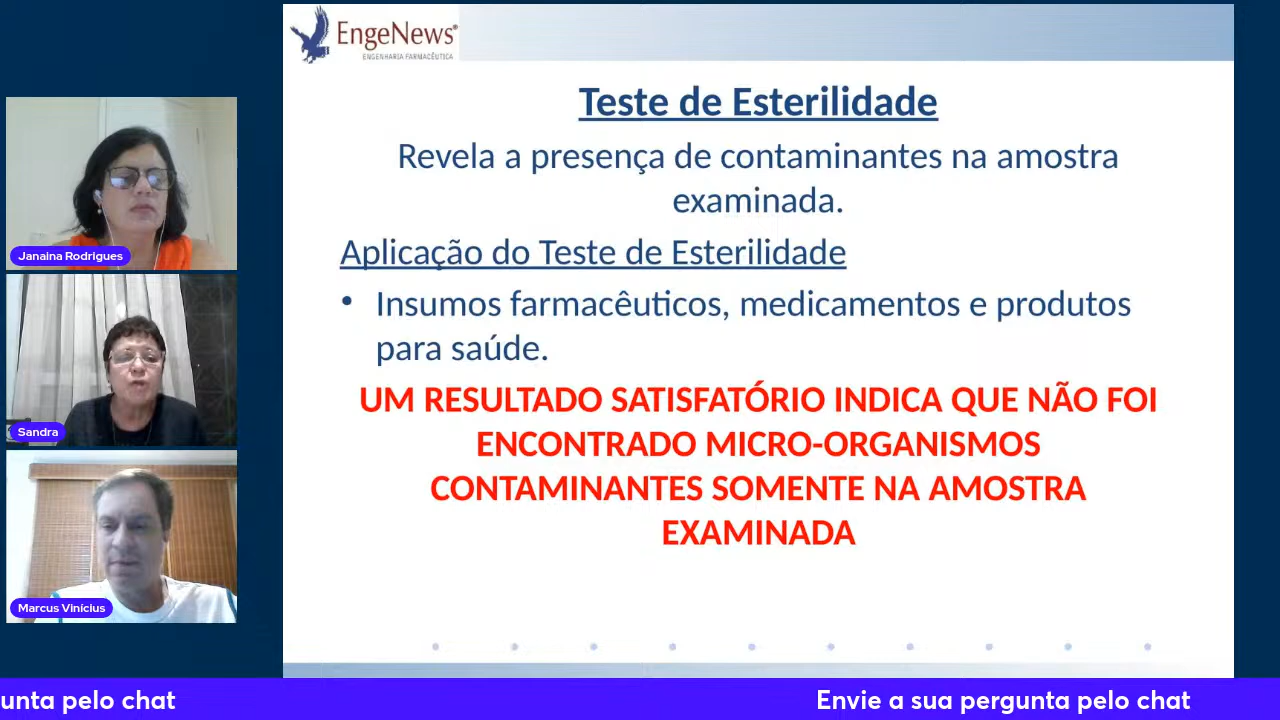 EngeNews®
ENGENHARIA FARMACÊUTICA
Teste de Esterilidade
Revela a presença de contaminantes na amostra
examinada.
Aplicação do Teste de Esterilidade
• Insumos farmacêuticos, medicamentos e produtos
para saúde.
UM RESULTADO SATISFATÓRIO INDICA QUE NÃO FOI
ENCONTRADO MICRO-ORGANISMOS
CONTAMINANTES SOMENTE NA AMOSTRA
EXAMINADA
Janaina Rodrigues
Sandra
Marcus Vinícius
unta pelo chat
Envie a sua pergunta pelo chat